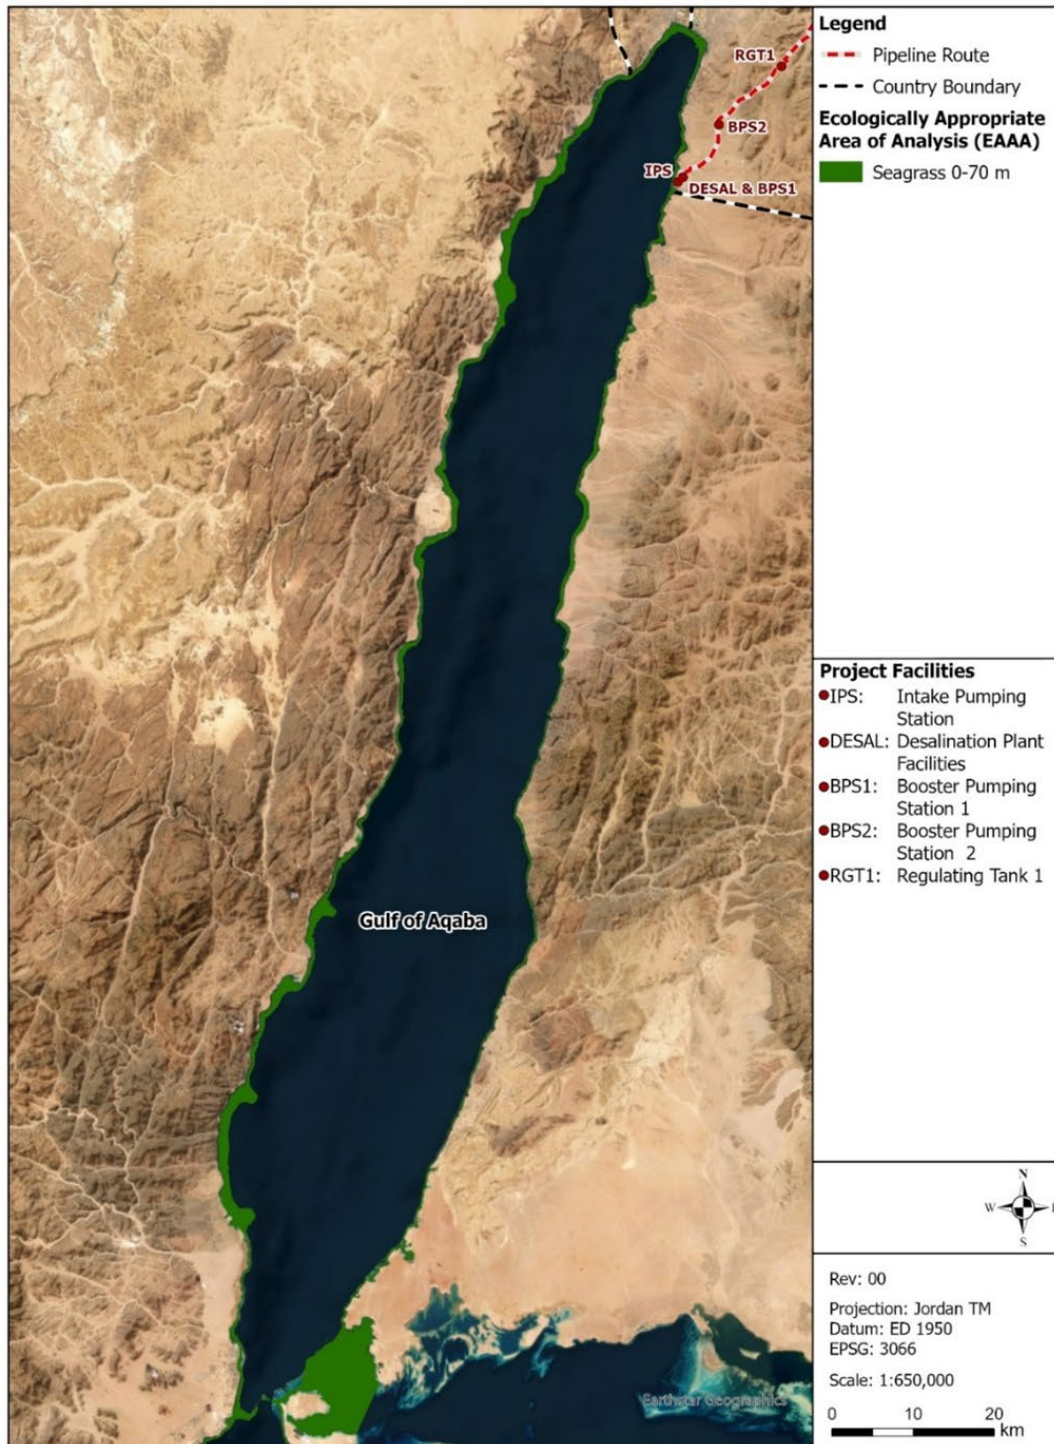 RGT1
BPS2
IPS
DESAL & BPS1
Gulf of Aqaba
Earthstar Geographics
Legend
Pipeline Route
Country Boundary
Ecologically Appropriate
Area of Analysis (EAAA)
Seagrass 0-70 m
Project Facilities
IPS: Intake Pumping
Station
DESAL: Desalination Plant
Facilities
BPS1: Booster Pumping
Station 1
BPS2: Booster Pumping
Station 2
RGT1: Regulating Tank 1
N
W
S
Rev: 00
Projection: Jordan TM
Datum: ED 1950
EPSG: 3066
Scale: 1:650,000
0 10 20
km